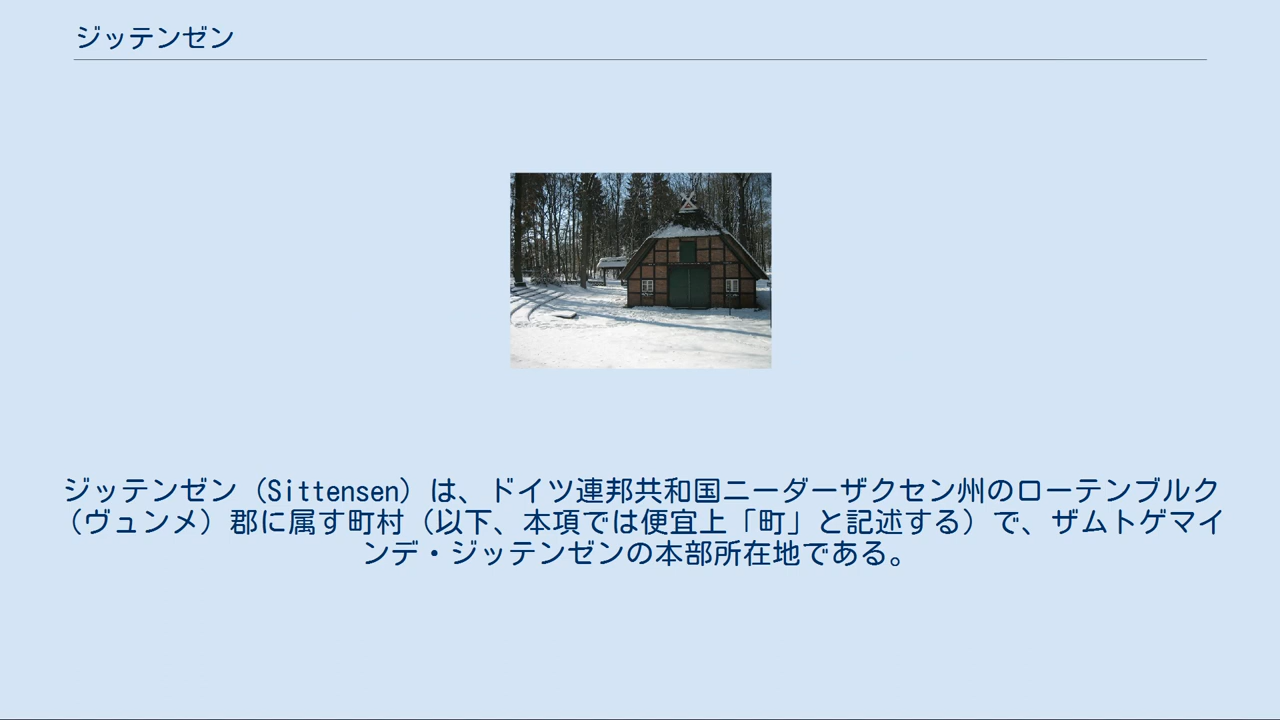 ジッテンゼン
ジッテンゼン（Sittensen）は、ドイツ連邦共和国ニーダーザクセン州のローテンブルク
（ヴュンメ）郡に属す町村（以下、本項では便宜上「町」と記述する）で、ザムトゲマイ
ンデ・ジッテンゼンの本部所在地である。